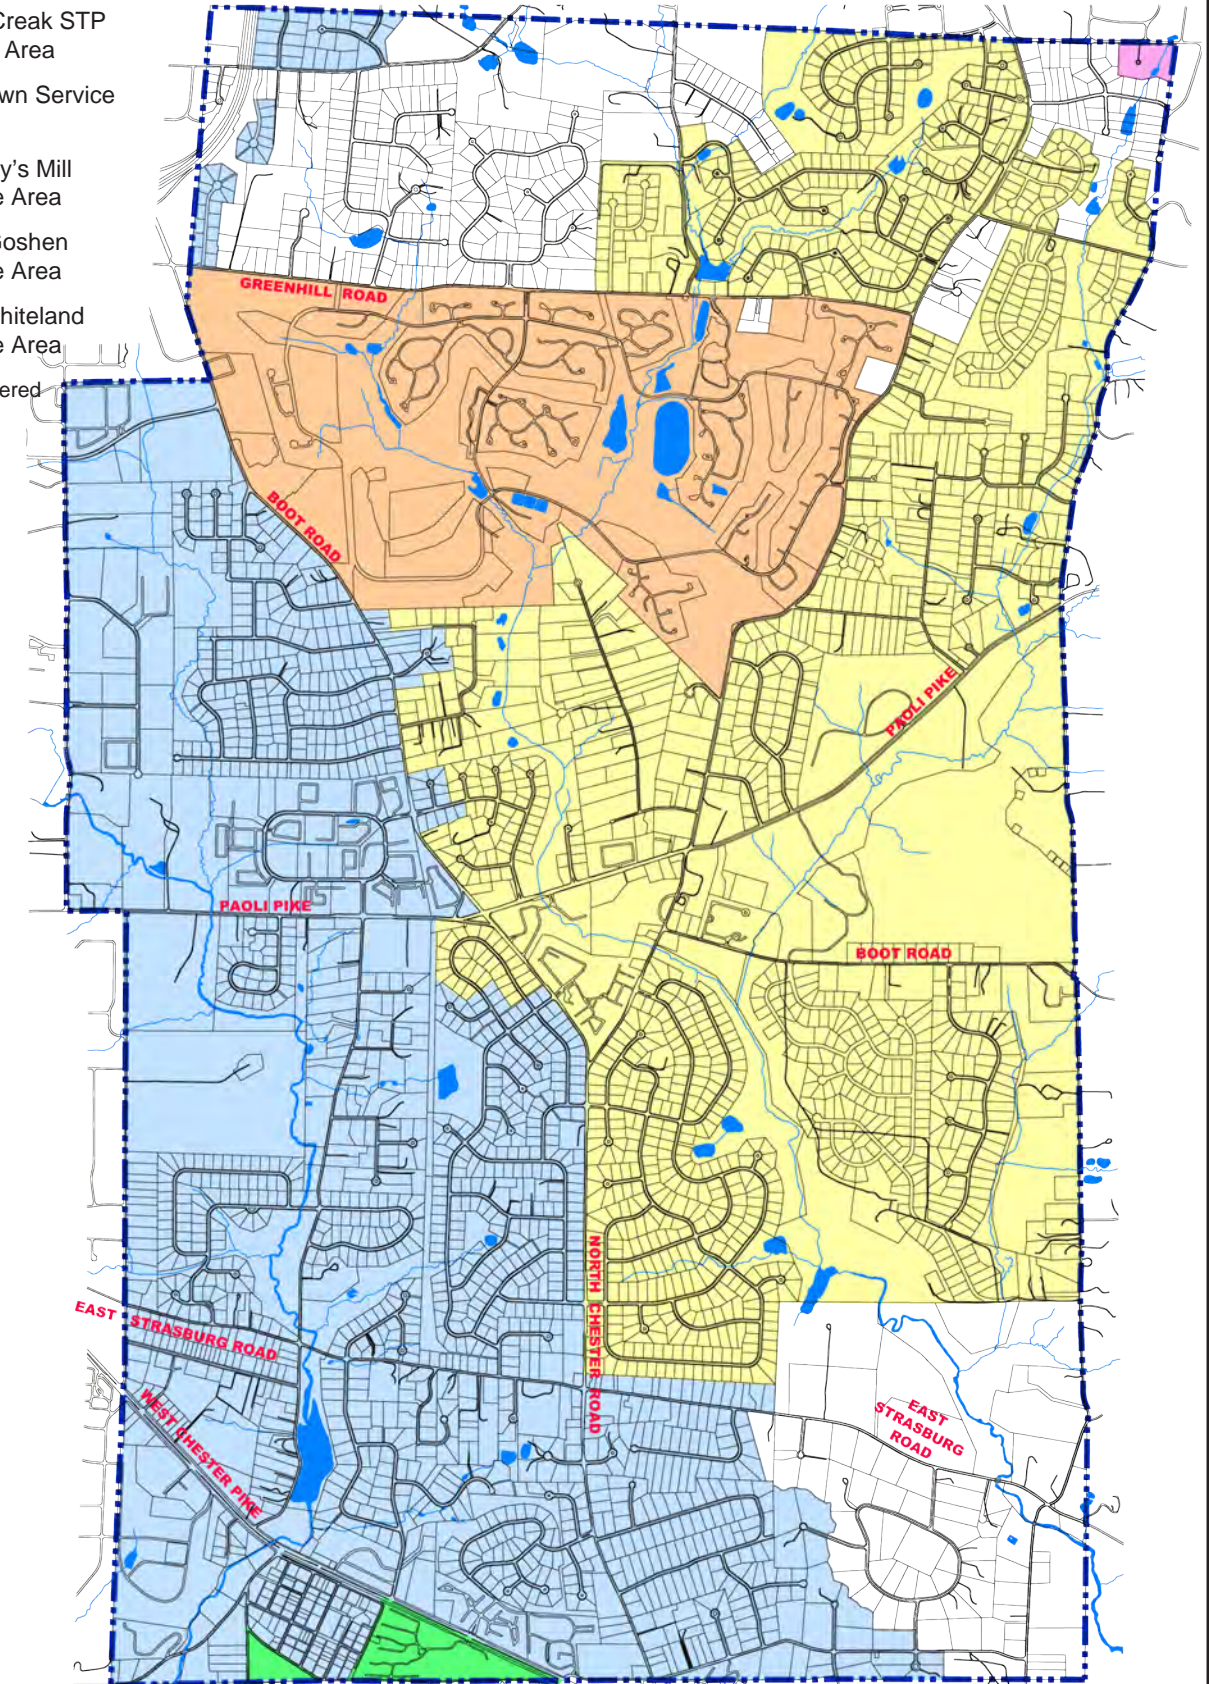 Creak STP
Area
wn Service
y's Mill
e Area
Goshen
e Area
hiteland
e Area
ered
GREENHILL ROAD
BOOT ROAD
PAOLI PIKE
PAOLI PIKE
BOOT ROAD
NORTH CHESTER ROAD
EAST STRASBURG ROAD
WEST CHESTER PIKE
EAST
STRASBURG
ROAD